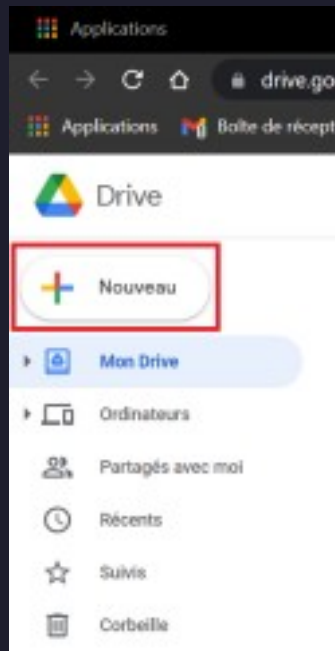 Applications
drive.go
Applications Boîte de récept
Drive
Nouveau
Mon Drive
Ordinateurs
Partagés avec moi
Récents
Suivis
Corbeille